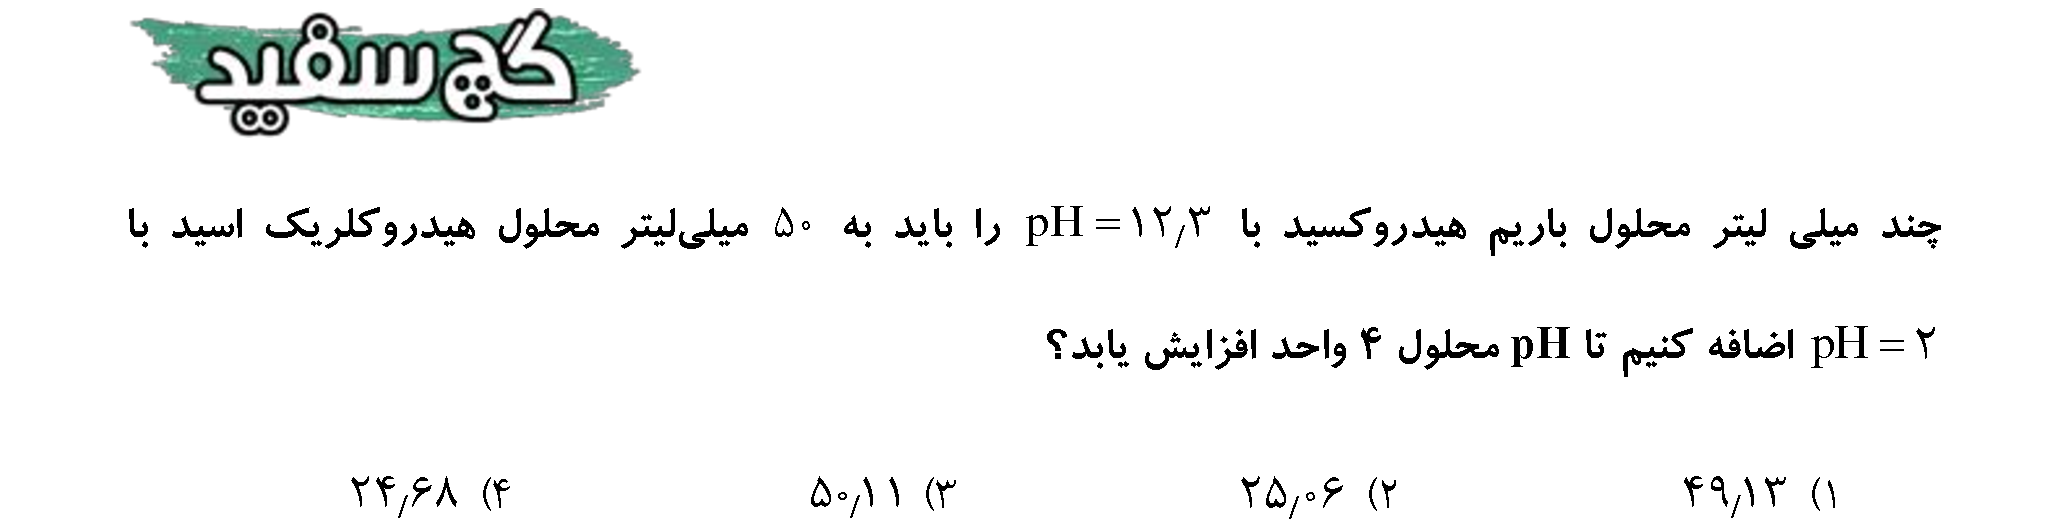 گچ سفید
چند میلی لیتر محلول باریم هیدروکسید با pH = ۱۲٫۳ را باید به ۵۰ میلی‌لیتر محلول هیدروکلریک اسید با
pH = ۲ اضافه کنیم تا pH محلول ۴ واحد افزایش یابد؟
۱) ۴۹٫۱۳ ۲) ۲۵٫۰۶ ۳) ۵۰٫۱۱ ۴) ۲۴٫۶۸